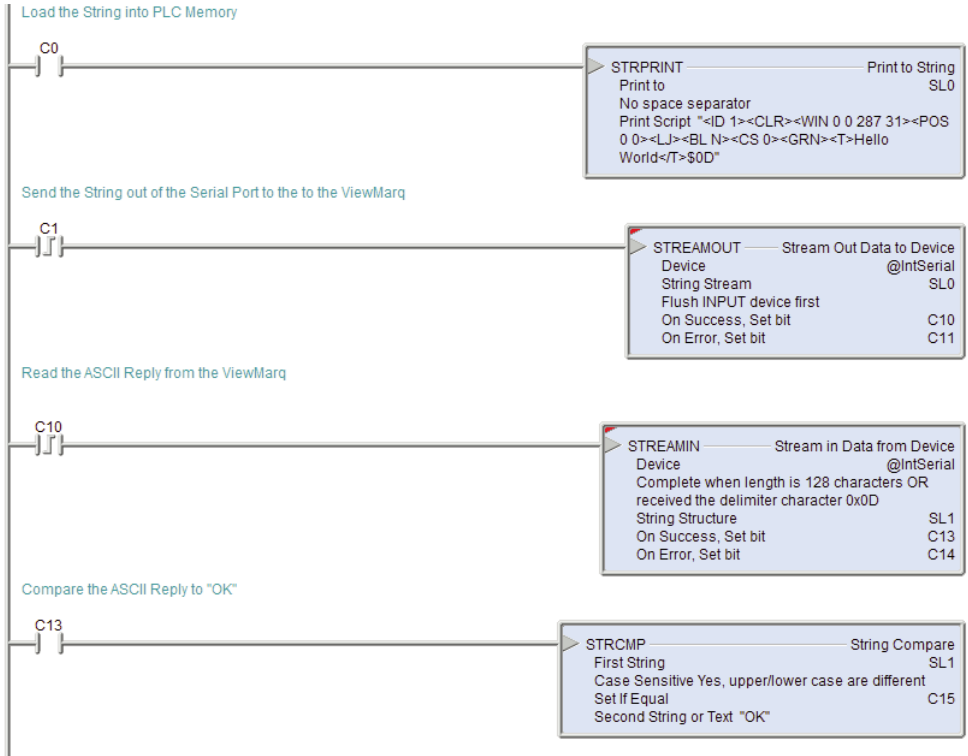 Load the String into PLC Memory
C0
STRPRINT Print to String
Print to SL0
No space separator
Print Script "<ID 1><CLR><WIN 0 0 287 31><POS
0 0><LJ><BL N><CS 0><GRN><T>Hello
World</T>$0D"
Send the String out of the Serial Port to the to the ViewMarq
C1
STREAMOUT Stream Out Data to Device
Device @IntSerial
String Stream SL0
Flush INPUT device first
On Success, Set bit C10
On Error, Set bit C11
Read the ASCII Reply from the ViewMarq
C10
STREAMIN Stream in Data from Device
Device @IntSerial
Complete when length is 128 characters OR
received the delimiter character 0x0D
String Structure SL1
On Success, Set bit C13
On Error, Set bit C14
Compare the ASCII Reply to "OK"
C13
STRCMP String Compare
First String SL1
Case Sensitive Yes, upper/lower case are different
Set If Equal C15
Second String or Text "OK"